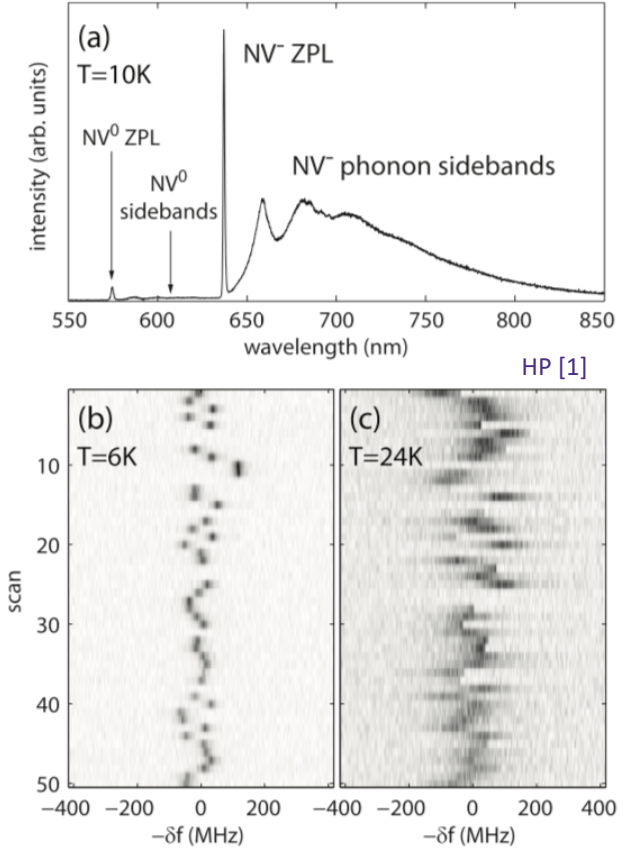 (a)
T=10K
NV⁻ ZPL
NV⁰ ZPL
NV⁰
sidebands
NV⁻ phonon sidebands
intensity (arb. units)
550 600 650 700 750 800 850
wavelength (nm)
HP [1]
(b)
T=6K
(c)
T=24K
10
20
30
40
50
scan
−400 −200 0 200
−400 −200 0 200 400
−δf (MHz)
−δf (MHz)